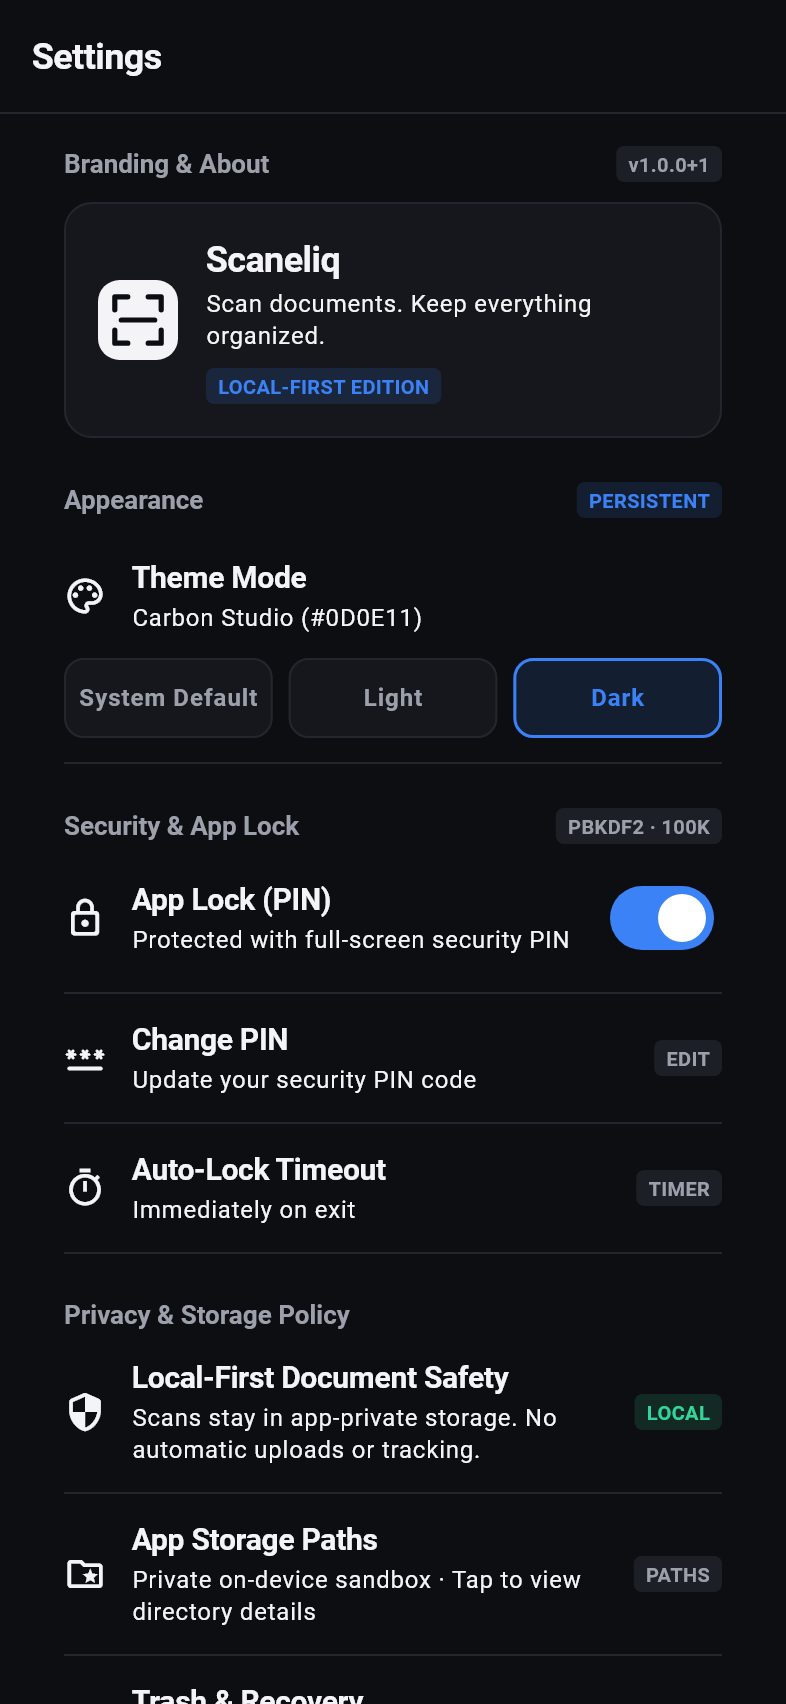 Settings
Branding & About
v1.0.0+1
Scaneliq
Scan documents. Keep everything
organized.
LOCAL-FIRST EDITION
Appearance
PERSISTENT
Theme Mode
Carbon Studio (#0D0E11)
System Default
Light
Dark
Security & App Lock
PBKDF2 · 100K
App Lock (PIN)
Protected with full-screen security PIN
Change PIN
Update your security PIN code
EDIT
Auto-Lock Timeout
Immediately on exit
TIMER
Privacy & Storage Policy
Local-First Document Safety
Scans stay in app-private storage. No
automatic uploads or tracking.
LOCAL
App Storage Paths
Private on-device sandbox · Tap to view
directory details
PATHS
Trash & Recovery